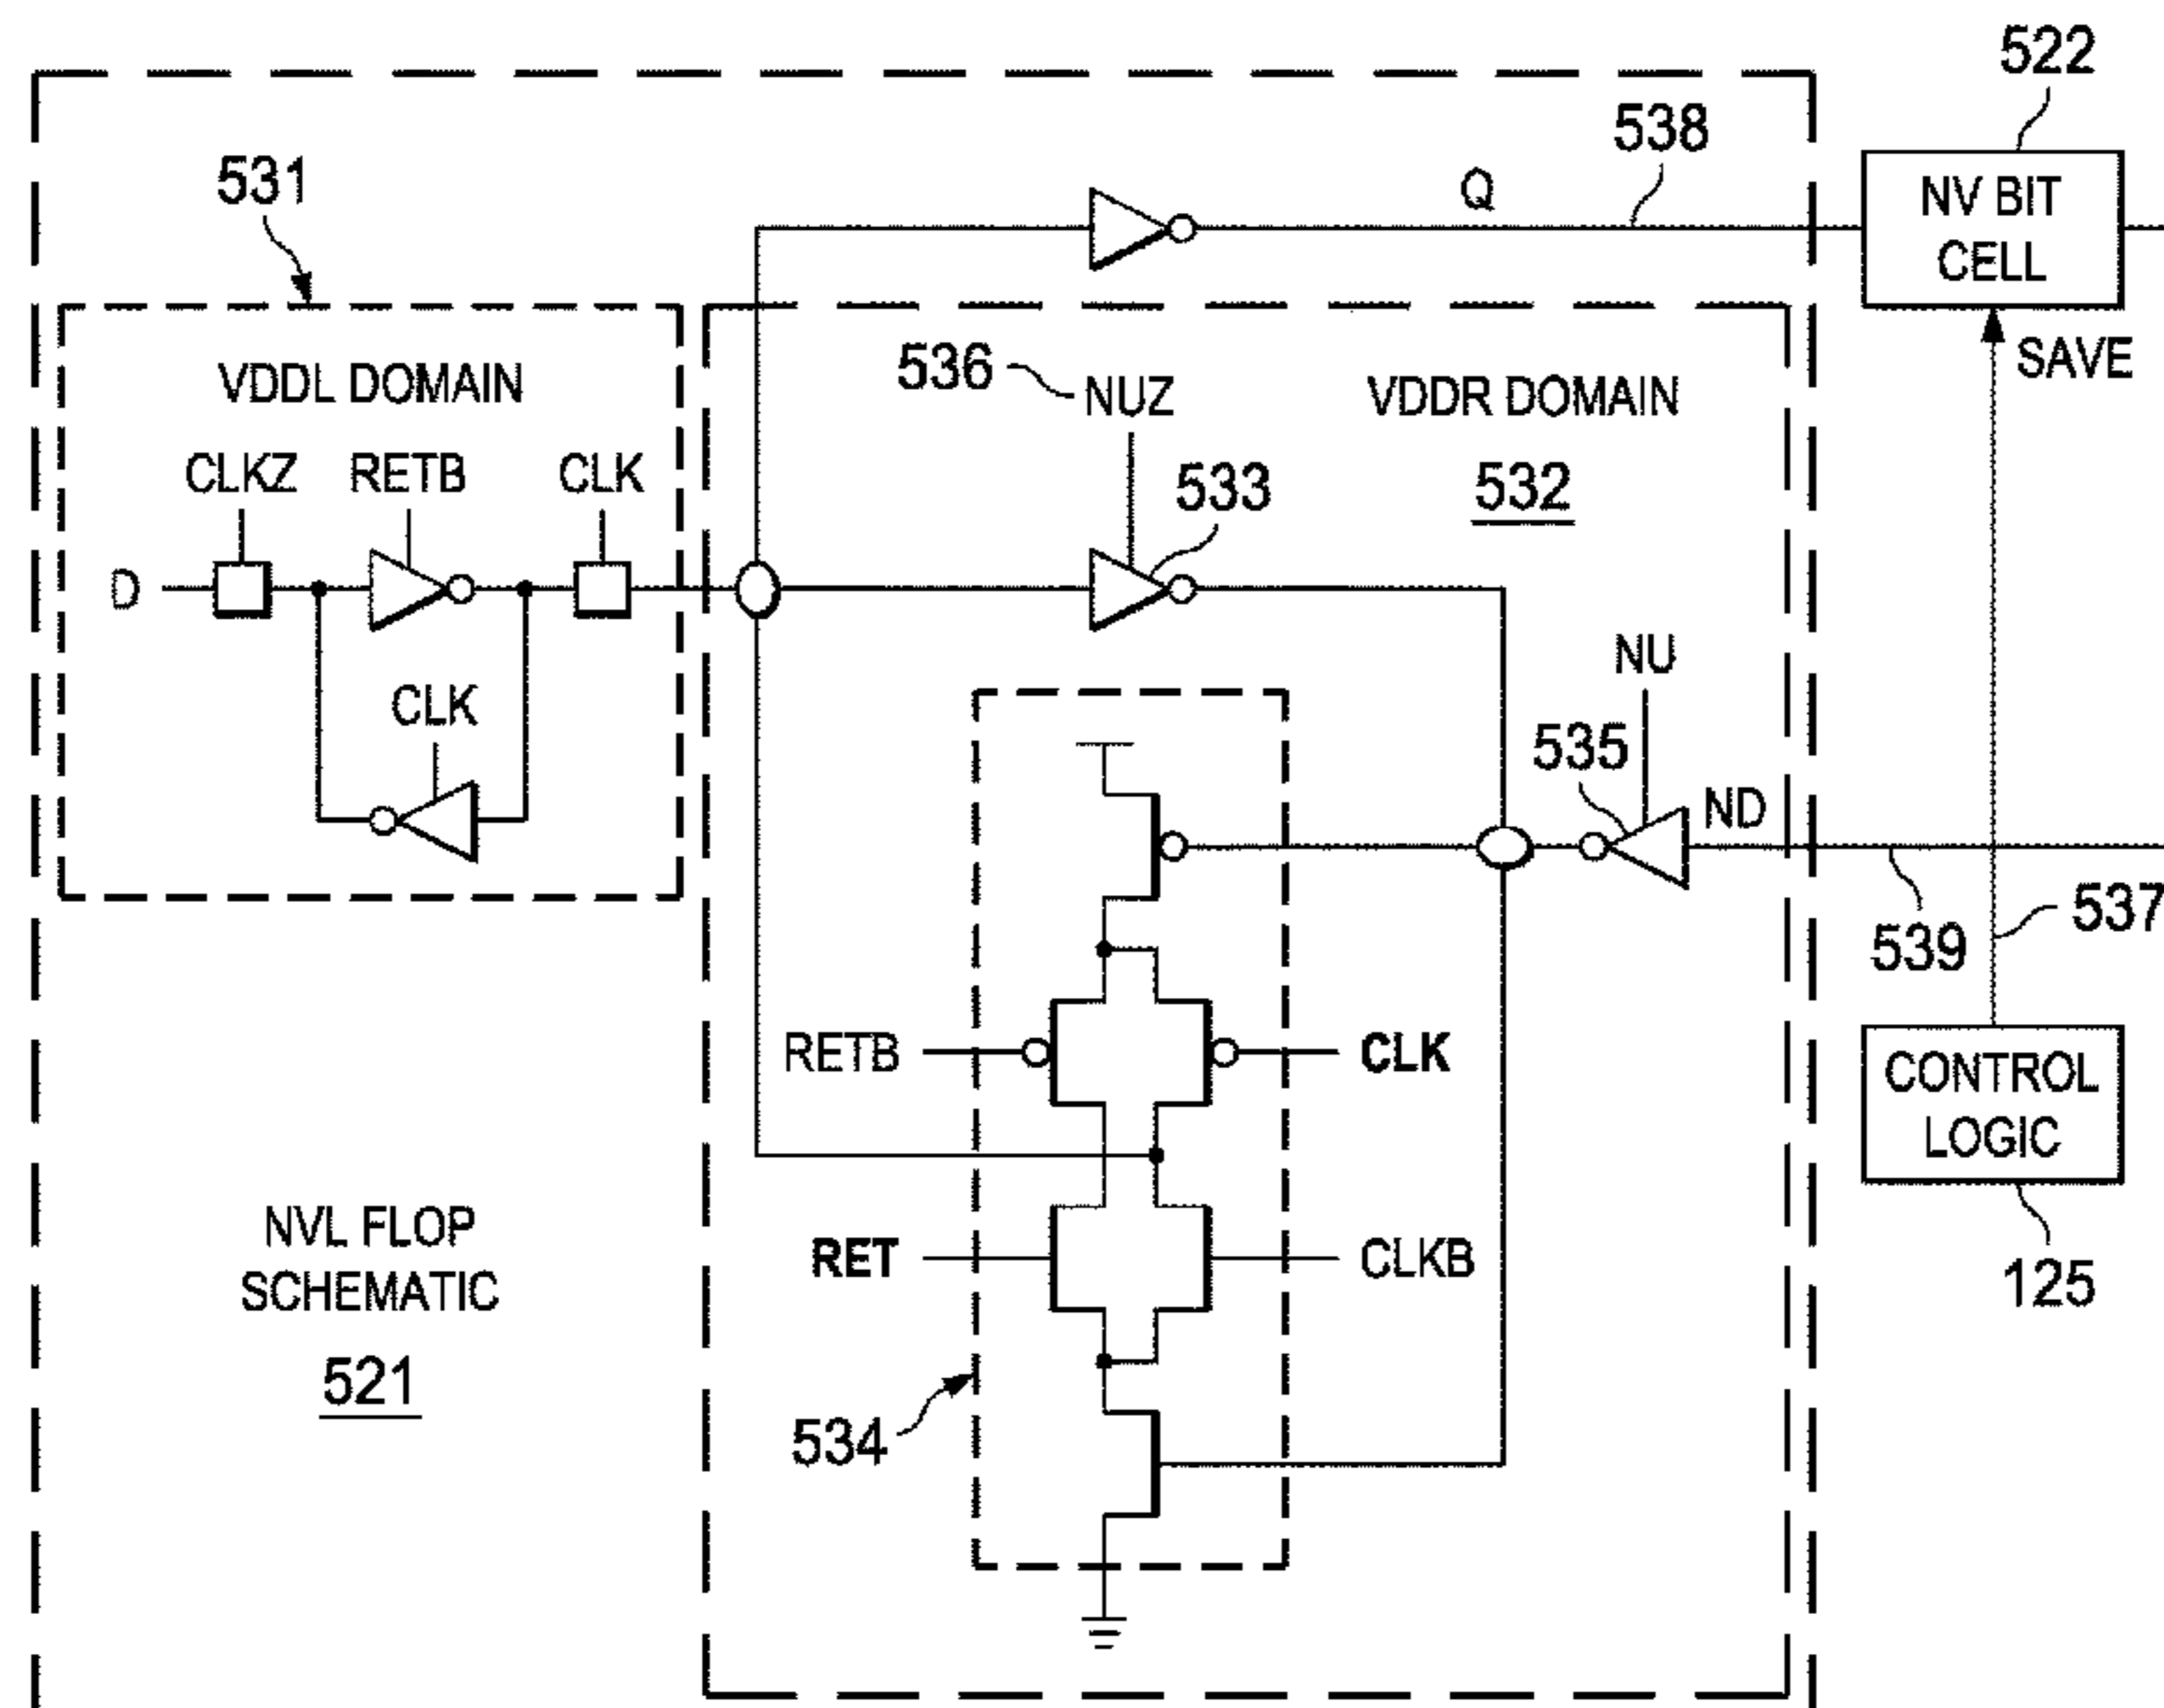 522
538
531
Q
NV BIT
CELL
VDDL DOMAIN
536
NUZ
VDDR DOMAIN
532
SAVE
CLKZ
RETB
CLK
533
D
NU
CLK
535
ND
539
537
RETB
CLK
CONTROL
LOGIC
NVL FLOP
SCHEMATIC
521
RET
CLKB
125
534